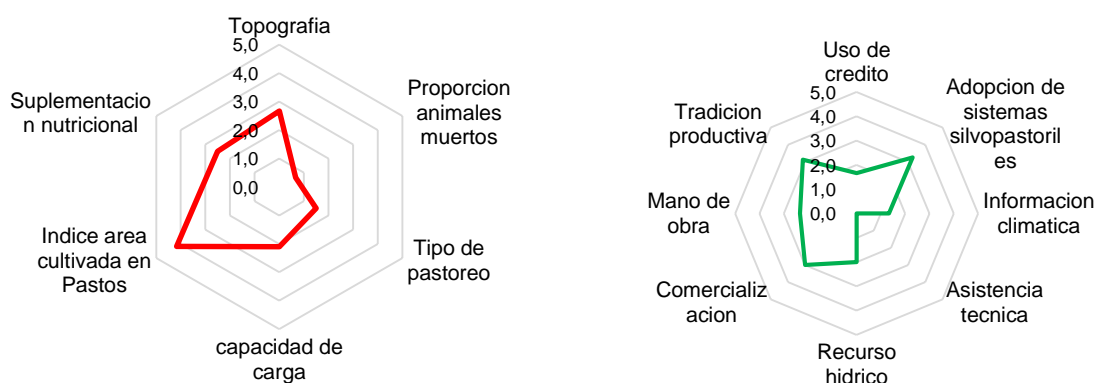 Topografia
5,0
4,0
3,0
2,0
1,0
0,0
Proporcion
animales
muertos
Tipo de
pastoreo
capacidad de
carga
Indice area
cultivada en
Pastos
Suplementacio
n nutricional
Uso de
credito
5,0
4,0
3,0
2,0
1,0
0,0
Adopcion de
sistemas
silvopastoril
es
Informacion
climatica
Asistencia
tecnica
Recurso
hidrico
Comercializ
acion
Mano de
obra
Tradicion
productiva